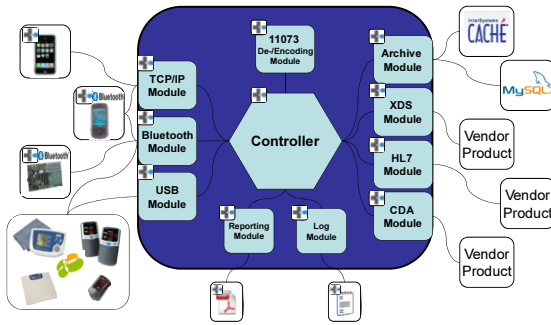 11073
De-/Encoding
Module
TCP/IP
Module
Bluetooth
Module
USB
Module
Controller
Archive
Module
XDS
Module
HL7
Module
CDA
Module
Reporting
Module
Log
Module
Bluetooth
Bluetooth
InterSystems
CACHÉ
MySQL
Vendor
Product
Vendor
Product
Vendor
Product